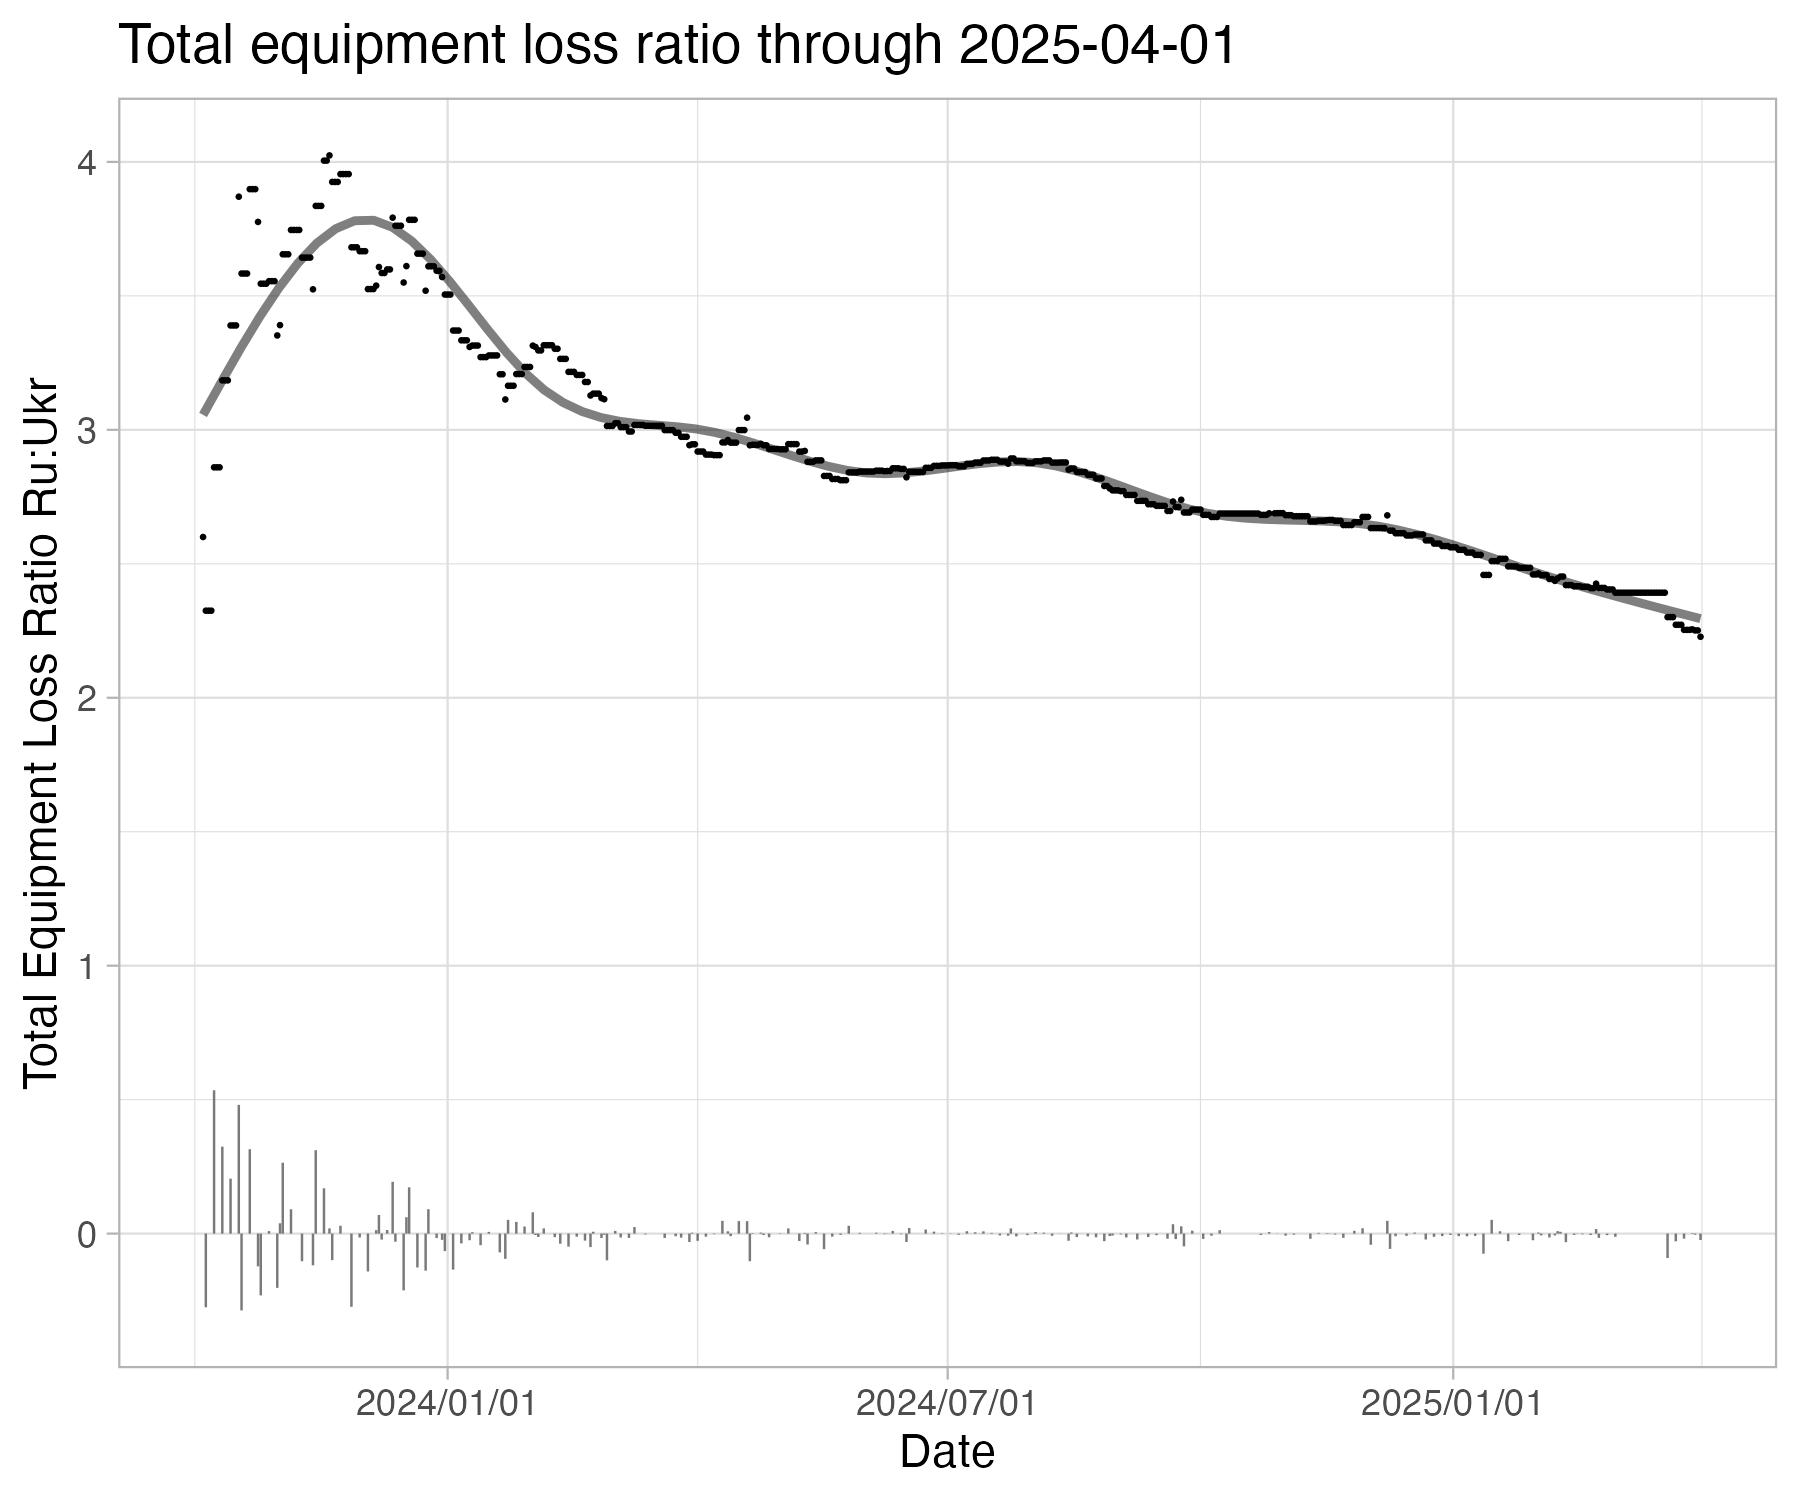 Total equipment loss ratio through 2025-04-01
Total Equipment Loss Ratio Ru:Ukr
4
3
2
1
0
2024/01/01
2024/07/01
2025/01/01
Date